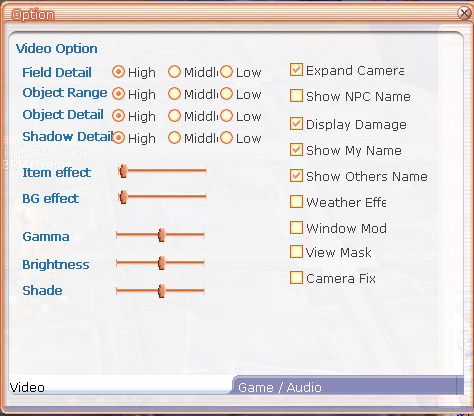 Option
Video Option
Field Detail High Middl Low
Object Range High Middl Low
Object Detail High Middl Low
Shadow Detail High Middl Low
Item effect
BG effect
Gamma
Brightness
Shade
Expand Camera
Show NPC Name
Display Damage
Show My Name
Show Others Name
Weather Effe
Window Mod
View Mask
Camera Fix
Video
Game / Audio